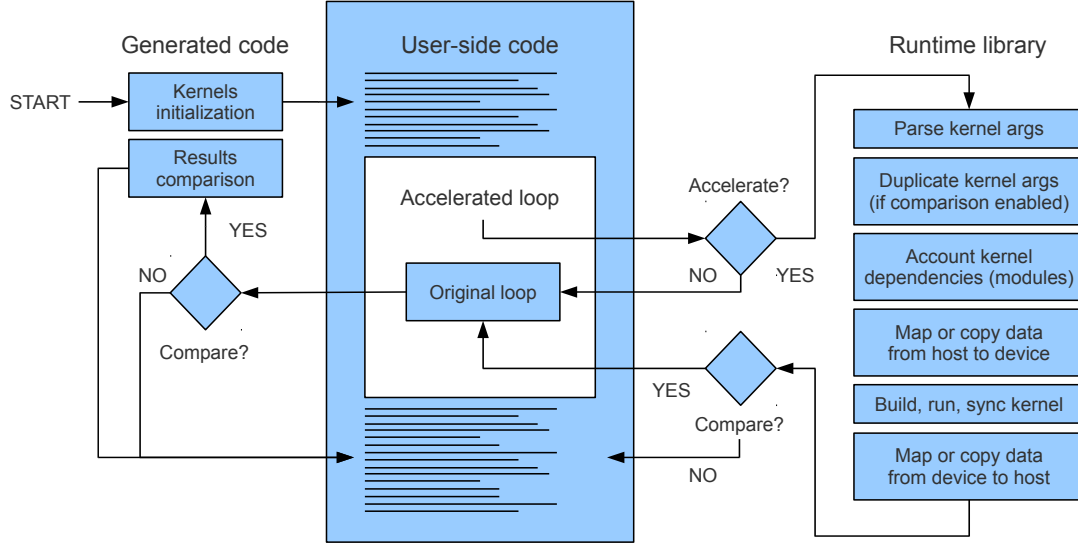 Generated code
User-side code
Runtime library
START
Kernels
initialization
Results
comparison
YES
NO
Compare?
Accelerated loop
Original loop
Accelerate?
NO
YES
YES
Compare?
NO
Parse kernel args
Duplicate kernel args
(if comparison enabled)
Account kernel
dependencies (modules)
Map or copy data
from host to device
Build, run, sync kernel
Map or copy data
from device to host